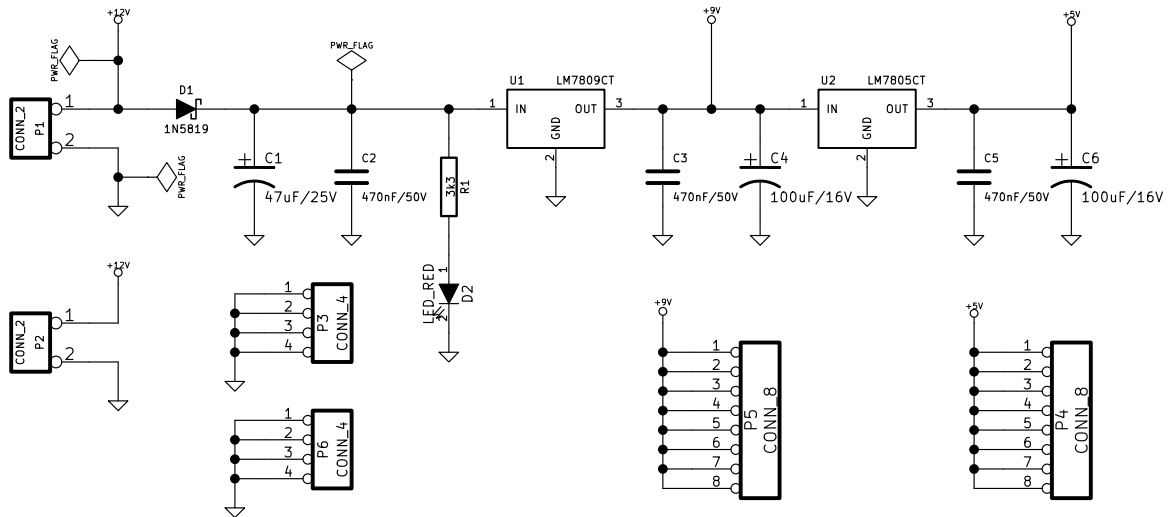 +12V
PWR_FLAG
CONN_2
P1
1
2
PWR_FLAG
D1
1N5819
PWR_FLAG
C1
47uF/25V
C2
470nF/50V
3k3
R1
LED_RED
1
2
D2
U1
LM7809CT
1
IN
OUT
3
GND
2
+9V
C3
470nF/50V
C4
100uF/16V
U2
LM7805CT
1
IN
OUT
3
GND
2
+5V
C5
470nF/50V
C6
100uF/16V
+12V
CONN_2
P2
1
2
1
2
3
4
P3
CONN_4
1
2
3
4
P6
CONN_4
+9V
1
2
3
4
5
6
7
8
P5
CONN_8
+5V
1
2
3
4
5
6
7
8
P4
CONN_8